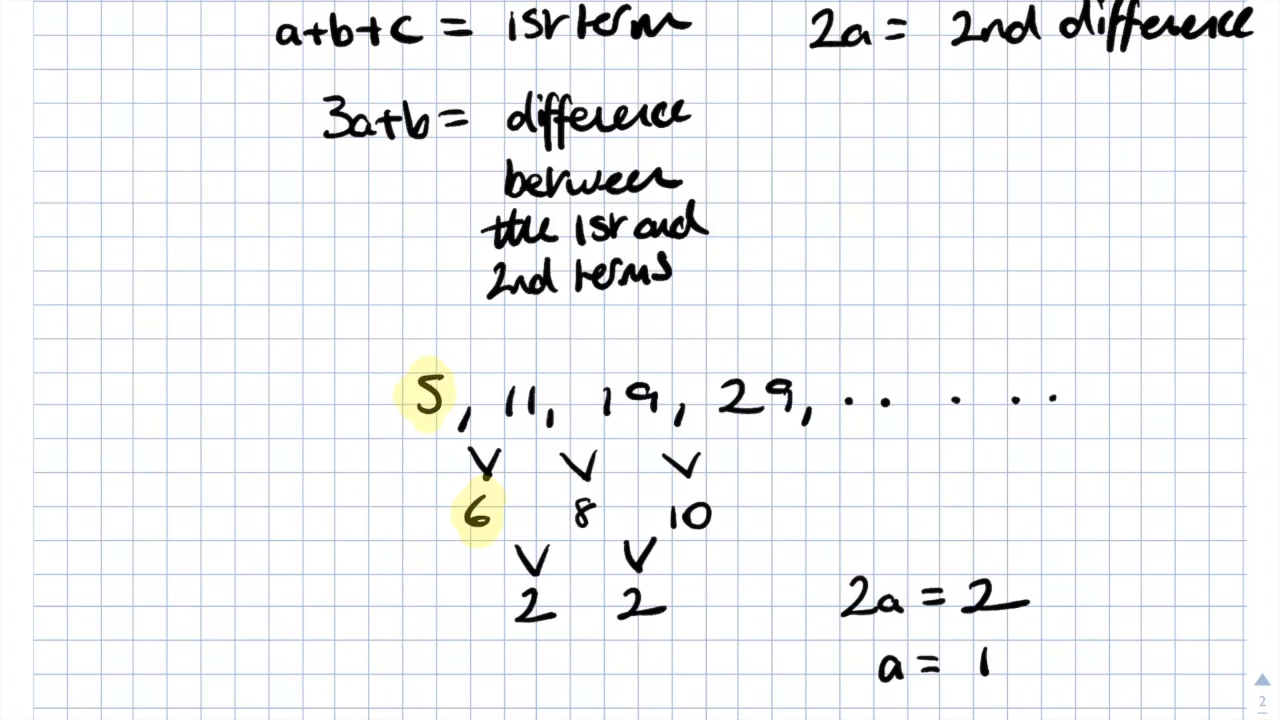 a+b+c = 1st term 2a = 2nd difference
3a+b = difference
between
the 1st and
2nd terms
5, 11, 19, 29, . . . . .
6 8 10
2 2
2a = 2
a = 1
2